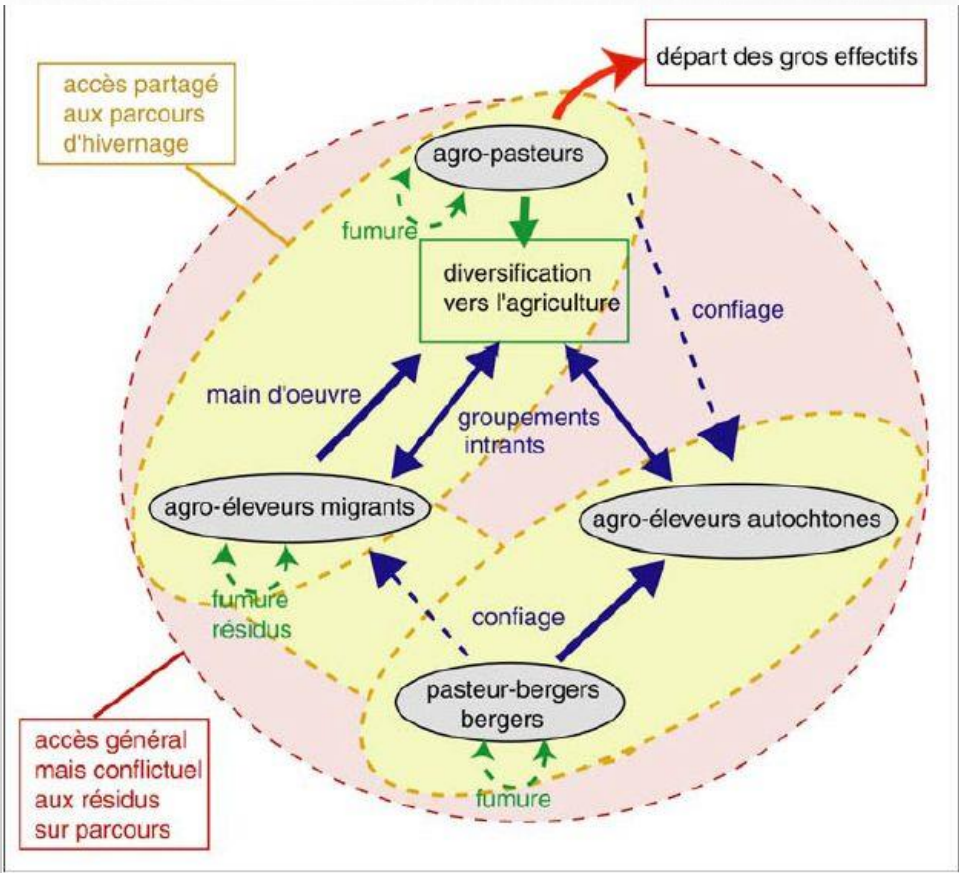 départ des gros effectifs
accès partagé
aux parcours
d'hivernage
agro-pasteurs
fumure
diversification
vers l'agriculture
confiage
main d'oeuvre
groupements
intrants
agro-éleveurs migrants
agro-éleveurs autochtones
fumure
résidus
confiage
pasteur-bergers
bergers
accès général
mais conflictuel
aux résidus
sur parcours
fumure